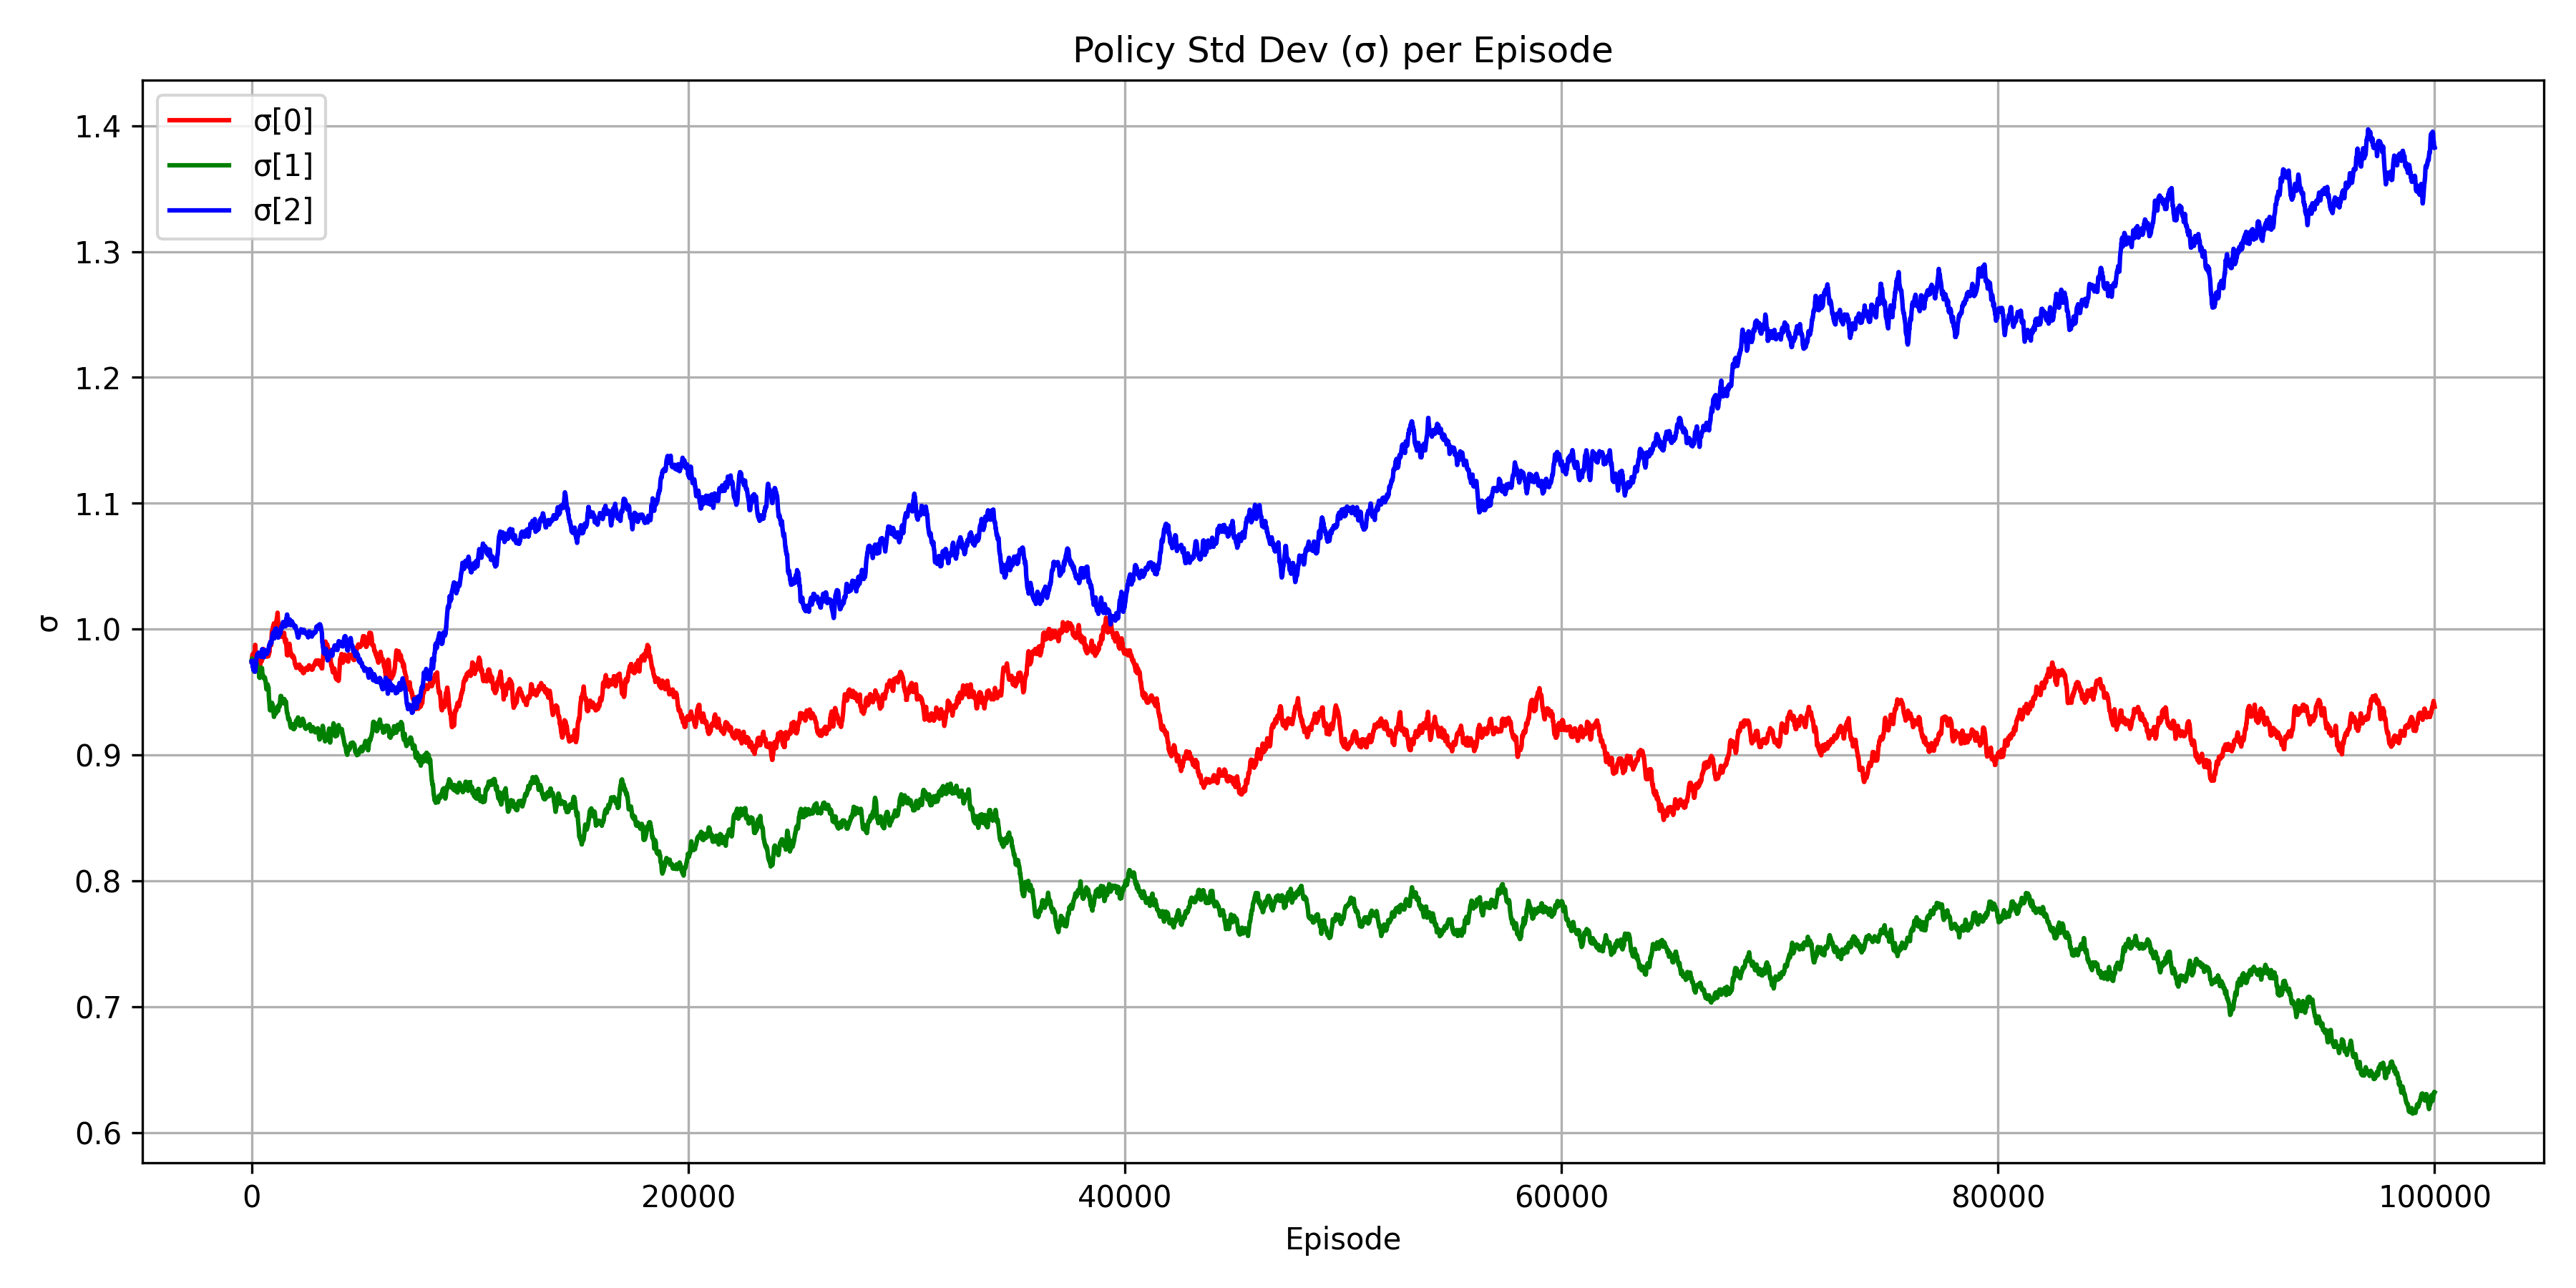 Policy Std Dev (σ) per Episode
σ[0]
σ[1]
σ[2]
1.4
1.3
1.2
1.1
1.0
0.9
0.8
0.7
0.6
σ
0 20000 40000 60000 80000 100000
Episode